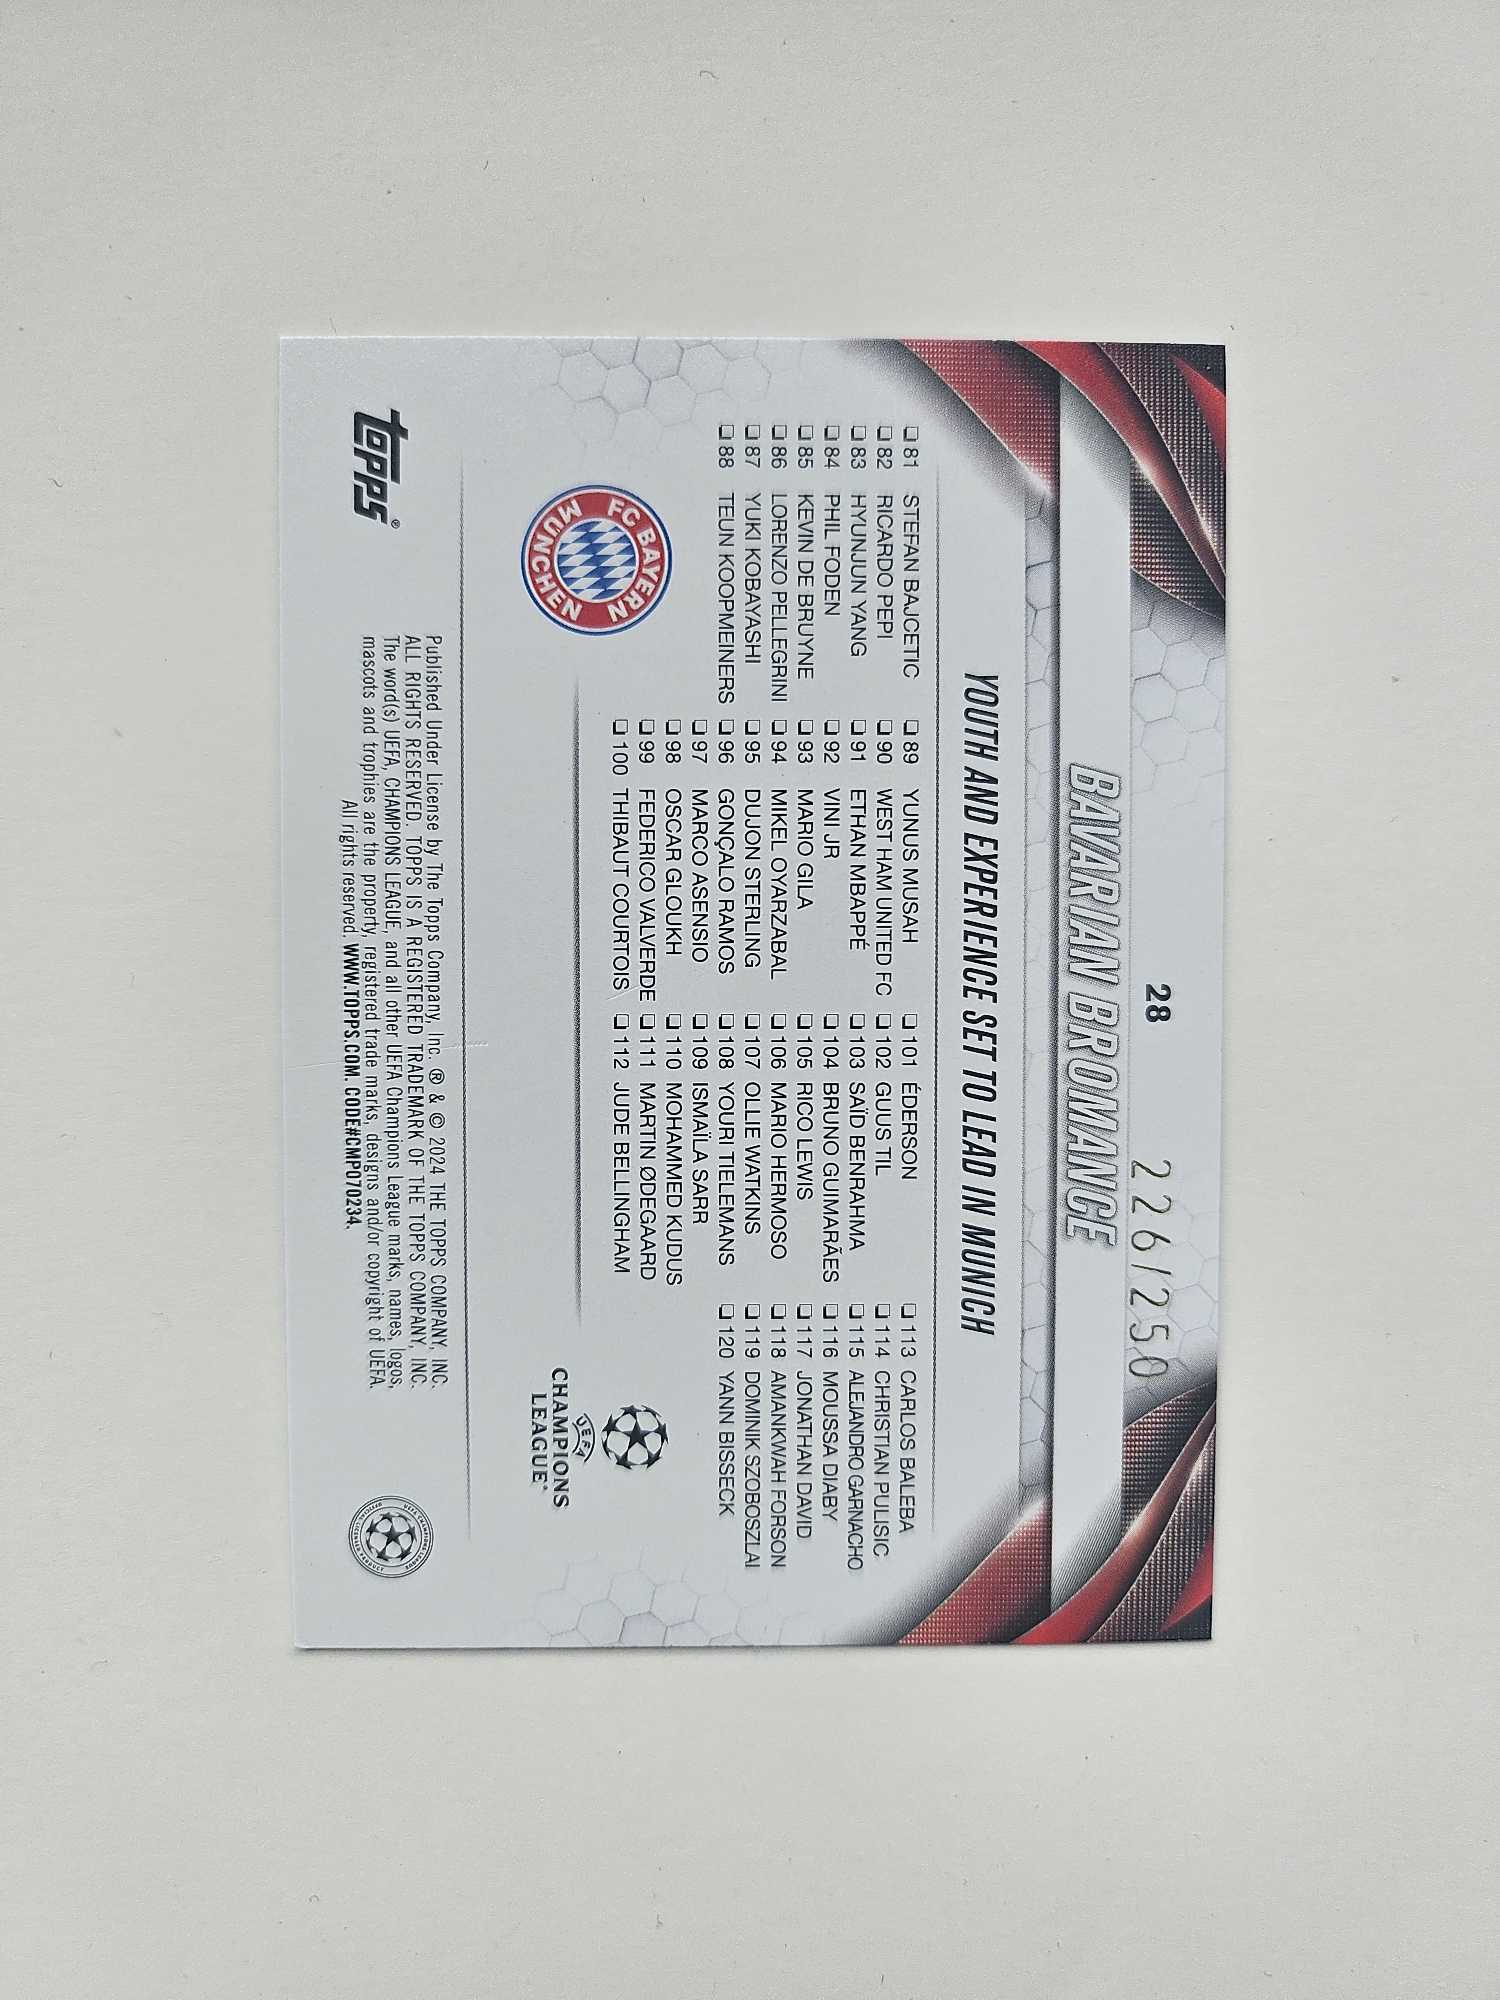 28
226/250
BAVARIAN BROMANCE
YOUTH AND EXPERIENCE SET TO LEAD IN MUNICH
❑ 81 STEFAN BAJCETIC
❑ 82 RICARDO PEPI
❑ 83 HYUNJUN YANG
❑ 84 PHIL FODEN
❑ 85 KEVIN DE BRUYNE
❑ 86 LORENZO PELLEGRINI
❑ 87 YUKI KOBAYASHI
❑ 88 TEUN KOOPMEINERS
❑ 89 YUNUS MUSAH
❑ 90 WEST HAM UNITED FC
❑ 91 ETHAN MBAPPÉ
❑ 92 VINI JR
❑ 93 MARIO GILA
❑ 94 MIKEL OYARZABAL
❑ 95 DUJON STERLING
❑ 96 GONÇALO RAMOS
❑ 97 MARCO ASENSIO
❑ 98 OSCAR GLOUKH
❑ 99 FEDERICO VALVERDE
❑ 100 THIBAUT COURTOIS
❑ 101 ÉDERSON
❑ 102 GUUS TIL
❑ 103 SAÏD BENRAHMA
❑ 104 BRUNO GUIMARÃES
❑ 105 RICO LEWIS
❑ 106 MARIO HERMOSO
❑ 107 OLLIE WATKINS
❑ 108 YOURI TIELEMANS
❑ 109 ISMAÏLA SARR
❑ 110 MOHAMMED KUDUS
❑ 111 MARTIN ØDEGAARD
❑ 112 JUDE BELLINGHAM
❑ 113 CARLOS BALEBA
❑ 114 CHRISTIAN PULISIC
❑ 115 ALEJANDRO GARNACHO
❑ 116 MOUSSA DIABY
❑ 117 JONATHAN DAVID
❑ 118 AMANKWAH FORSON
❑ 119 DOMINIK SZOBOSZLAI
❑ 120 YANN BISSECK
FC BAYERN
MÜNCHEN
UEFA
CHAMPIONS
LEAGUE
Topps®
Published Under License by The Topps Company, Inc. ® & © 2024 THE TOPPS COMPANY, INC.
ALL RIGHTS RESERVED. TOPPS IS A REGISTERED TRADEMARK OF THE TOPPS COMPANY, INC.
The word(s) UEFA, CHAMPIONS LEAGUE, and all other UEFA Champions League marks, names, logos,
mascots and trophies are the property, registered trade marks, designs and/or copyright of UEFA.
All rights reserved. WWW.TOPPS.COM. CODE#CMP070234.
UEFA CHAMPIONS LEAGUE
OFFICIAL LICENSED PRODUCT